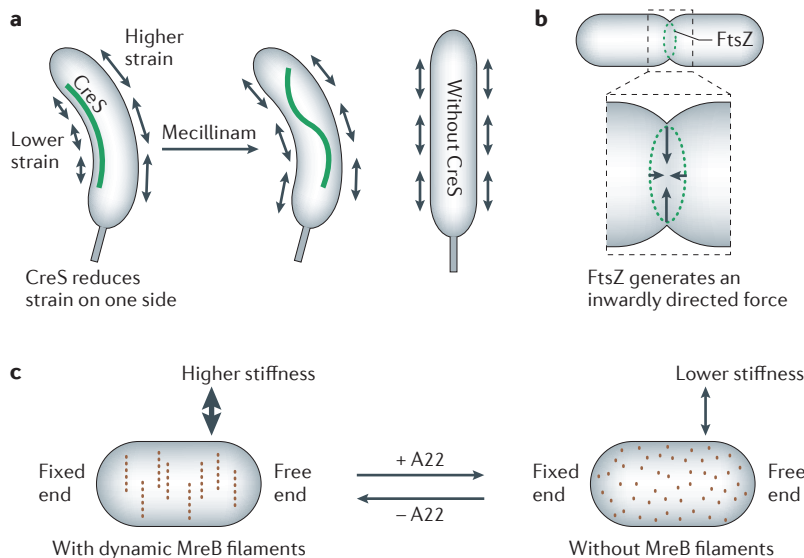 a
Higher
strain
CreS
Lower
strain
Mecillinam
Without CreS
CreS reduces
strain on one side
b
FtsZ
FtsZ generates an
inwardly directed force
c
Higher stiffness
Lower stiffness
Fixed
end
Free
end
+ A22
– A22
Fixed
end
Free
end
With dynamic MreB filaments
Without MreB filaments